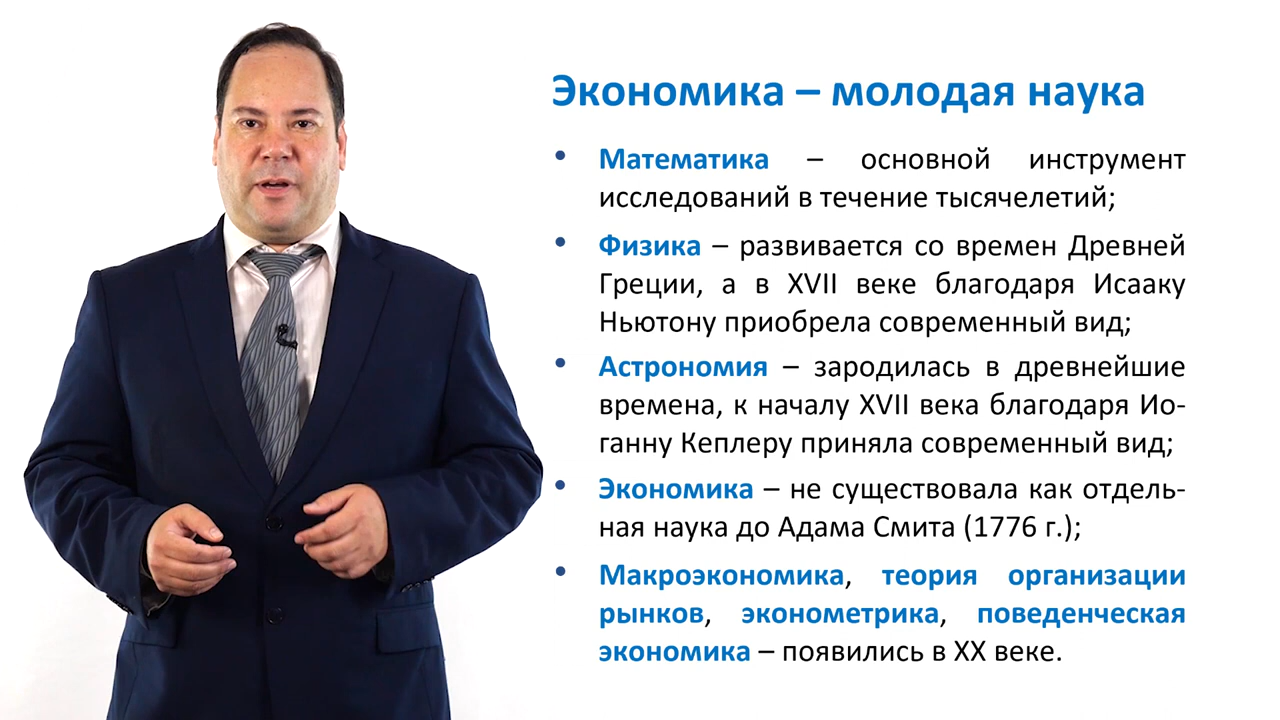 Экономика – молодая наука
• Математика – основной инструмент
исследований в течение тысячелетий;
• Физика – развивается со времен Древней
Греции, а в XVII веке благодаря Исааку
Ньютону приобрела современный вид;
• Астрономия – зародилась в древнейшие
времена, к началу XVII века благодаря Ио-
ганну Кеплеру приняла современный вид;
• Экономика – не существовала как отдель-
ная наука до Адама Смита (1776 г.);
• Макроэкономика, теория организации
рынков, эконометрика, поведенческая
экономика – появились в XX веке.